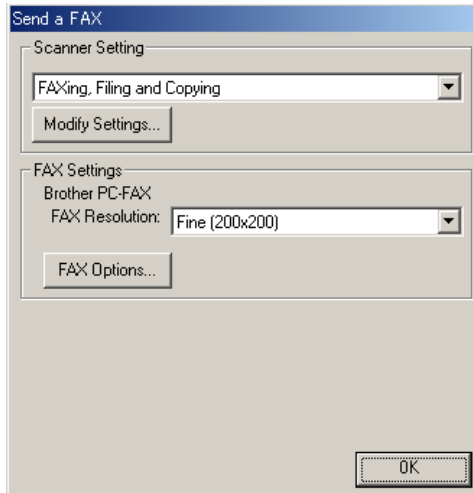 Send a FAX
Scanner Setting
FAXing, Filing and Copying
Modify Settings...
FAX Settings
Brother PC-FAX
FAX Resolution: Fine (200x200)
FAX Options...
OK